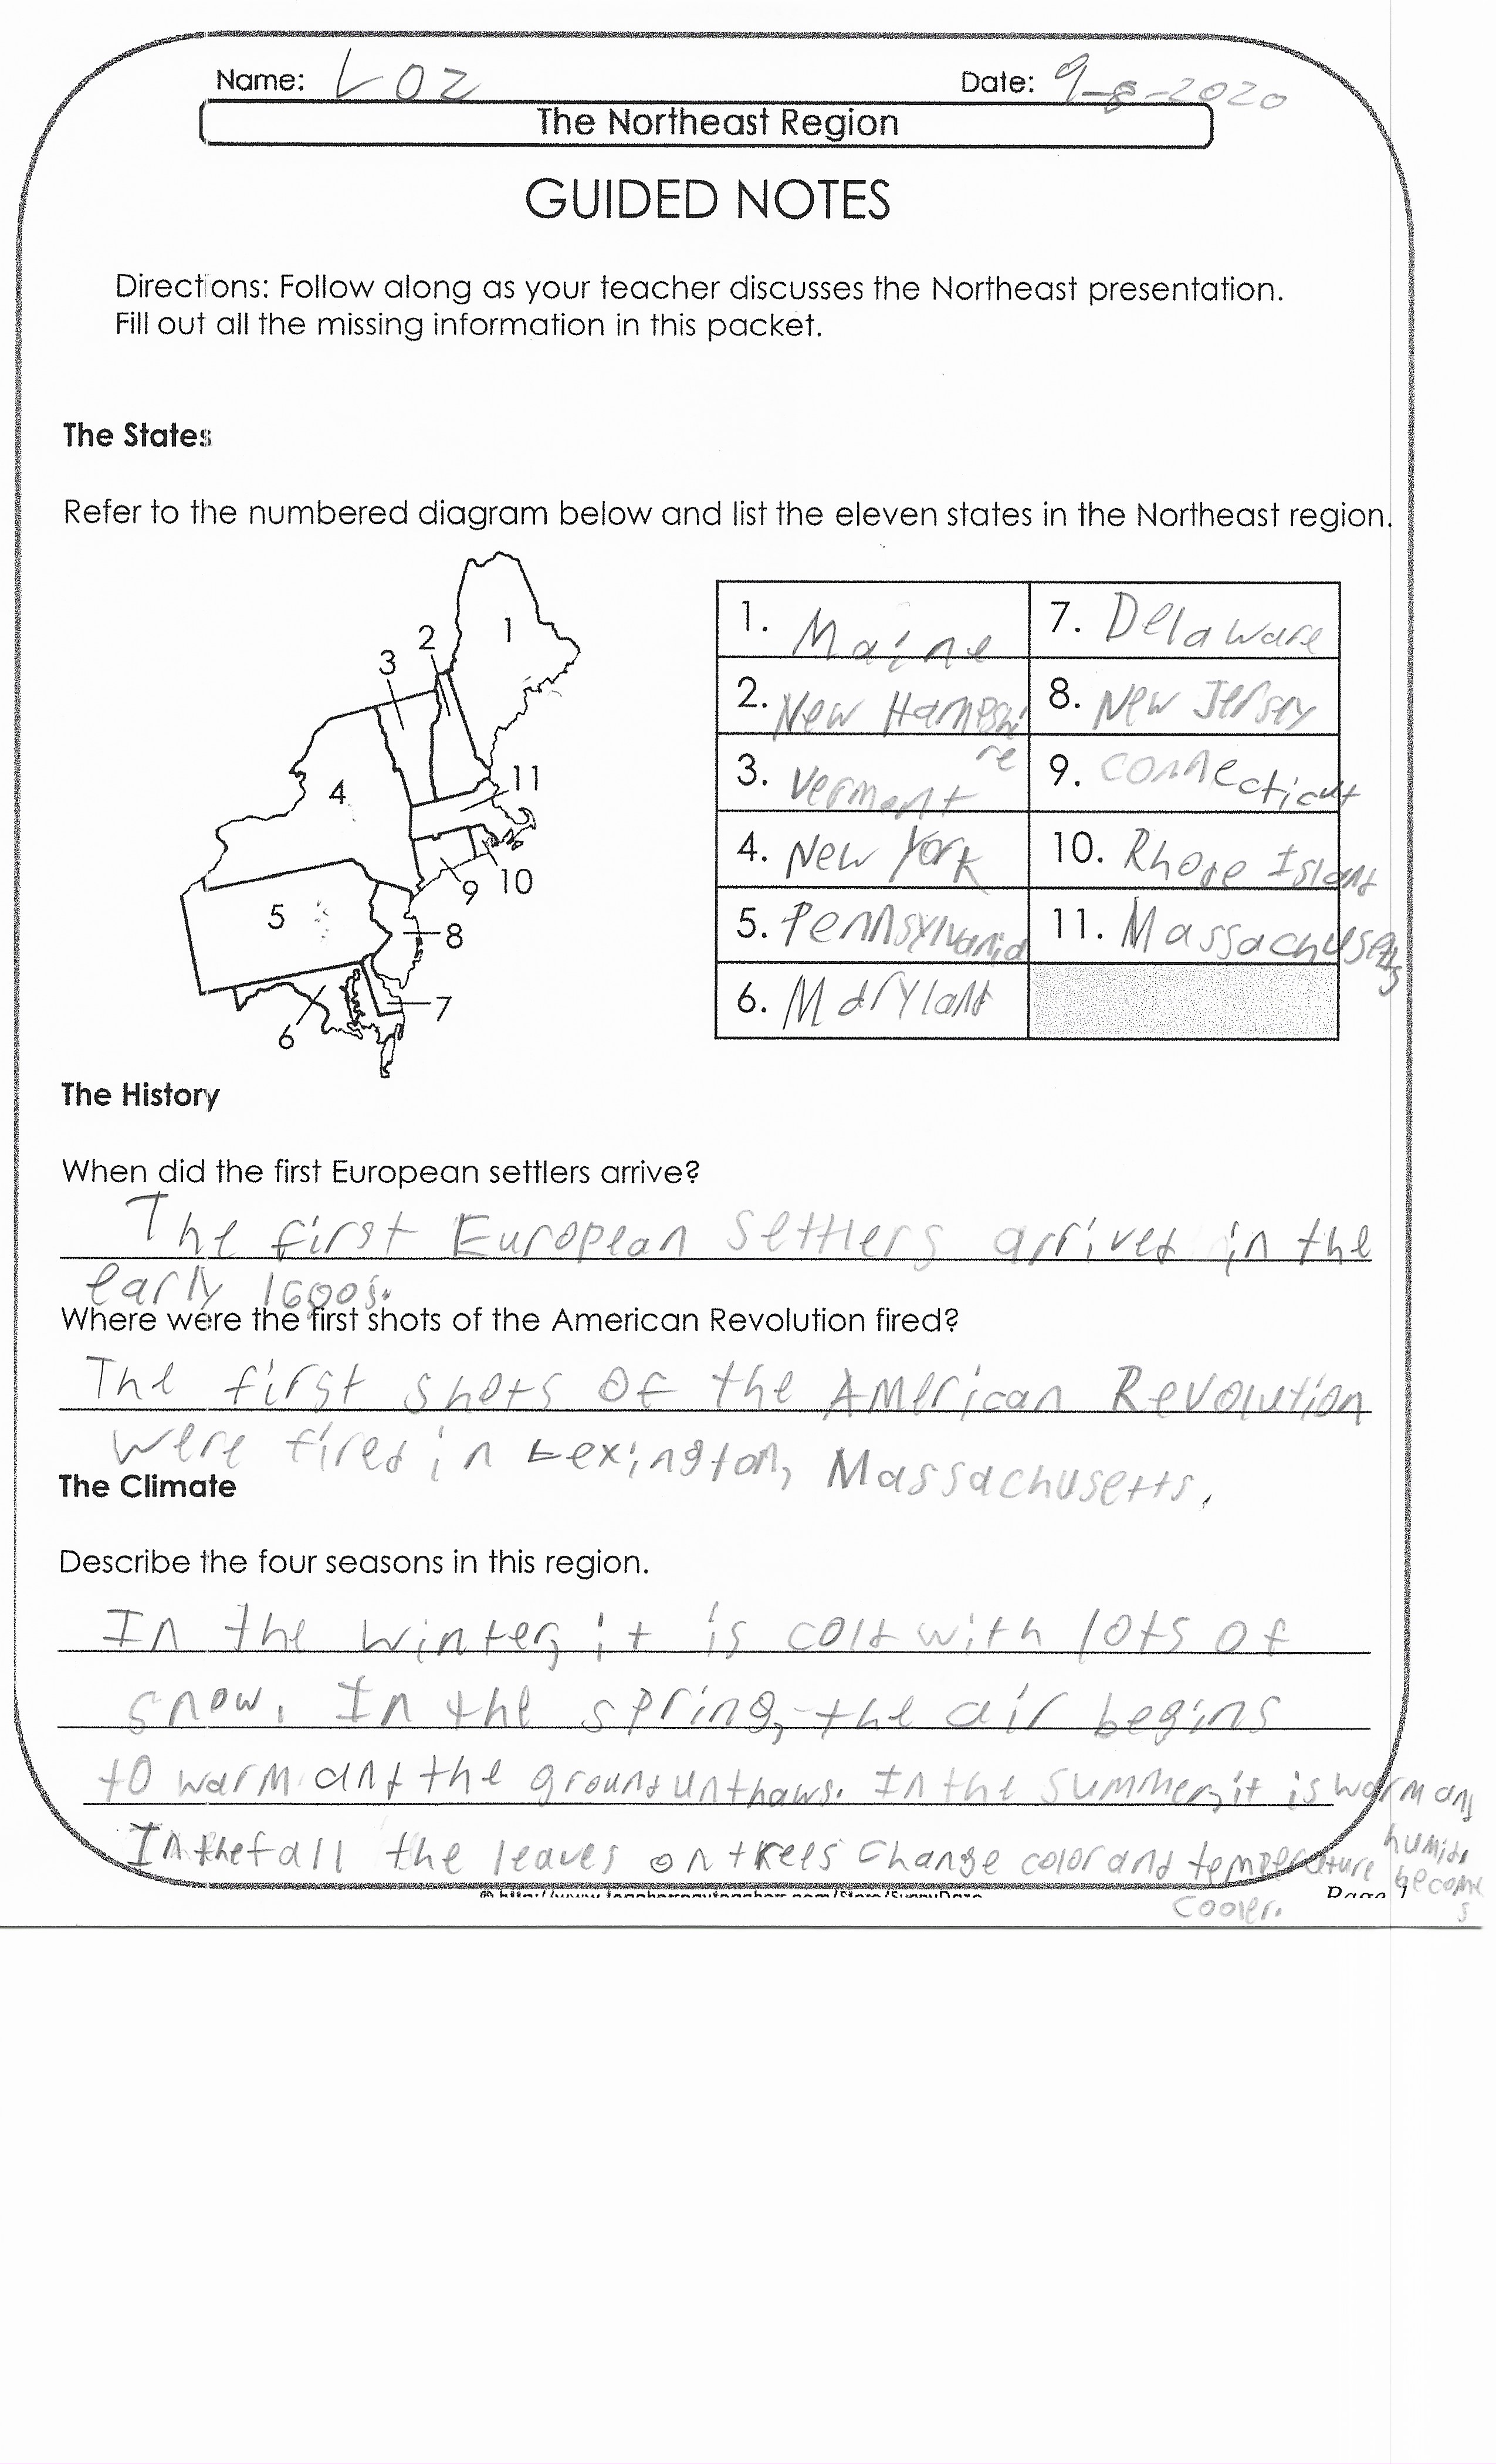 Name: Loz Date: 9-8-2020
The Northeast Region
GUIDED NOTES
Directions: Follow along as your teacher discusses the Northeast presentation.
Fill out all the missing information in this packet.
The States
Refer to the numbered diagram below and list the eleven states in the Northeast region.
1
2
3
11
4
9 10
5
8
7
6
1. Maine 7. Delaware
2. New Hampshire 8. New Jersey
3. Vermont 9. connecticut
4. New York 10. Rhode Island
5. Pennsylvania 11. Massachusetts
6. Maryland
The History
When did the first European settlers arrive?
The first European settlers arrived in the
early 1600s.
Where were the first shots of the American Revolution fired?
The first shots of the American Revolution
were fired in Lexington, Massachusetts.
The Climate
Describe the four seasons in this region.
In the winter, it is cold with lots of
snow. In the spring, the air begins
to warm and the ground unthaws. In the summer, it is warm and
humid.
In the fall the leaves on trees change color and temperature becomes
cooler.
© http://www.teacherspayteachers.com/Store/SunnyDaze Page 1